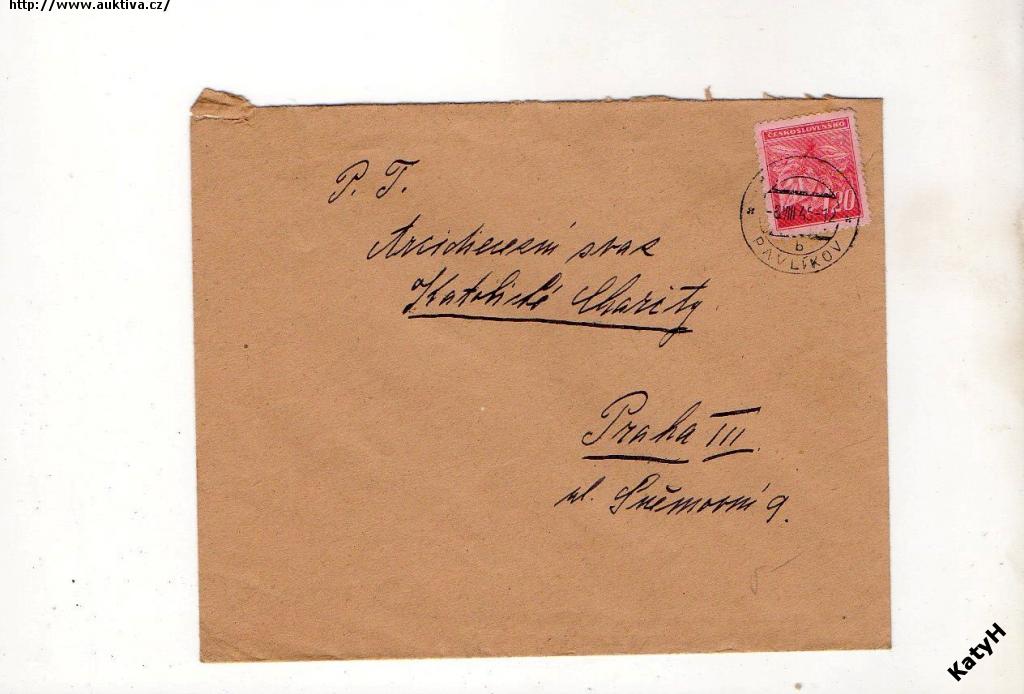 http://www.auktiva.cz/
ČESKOSLOVENSKO
b
PAVLÍKOV
P. T.
Arcidiecesní svaz
Katolické Charity
Praha III.
ul. Sněmovní 9.
KatyH